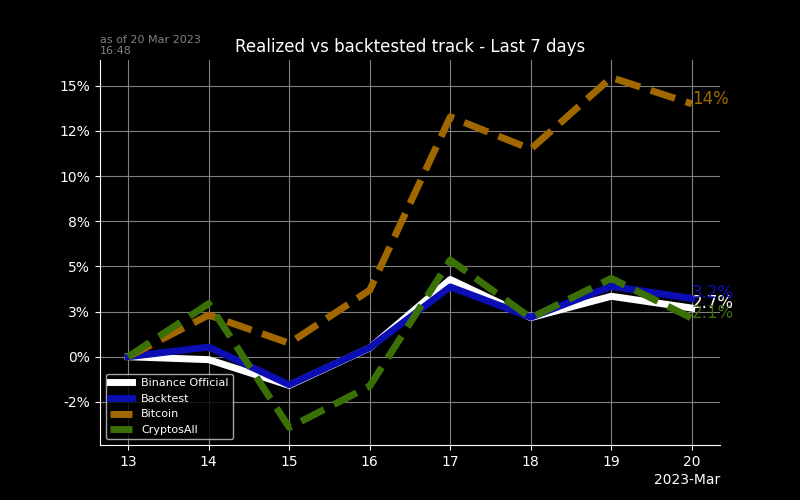 as of 20 Mar 2023
16:48
Realized vs backtested track - Last 7 days
15%
12%
10%
8%
5%
3%
0%
-2%
14%
3.2%
2.7%
2.1%
Binance Official
Backtest
Bitcoin
CryptosAll
13 14 15 16 17 18 19 20
2023-Mar